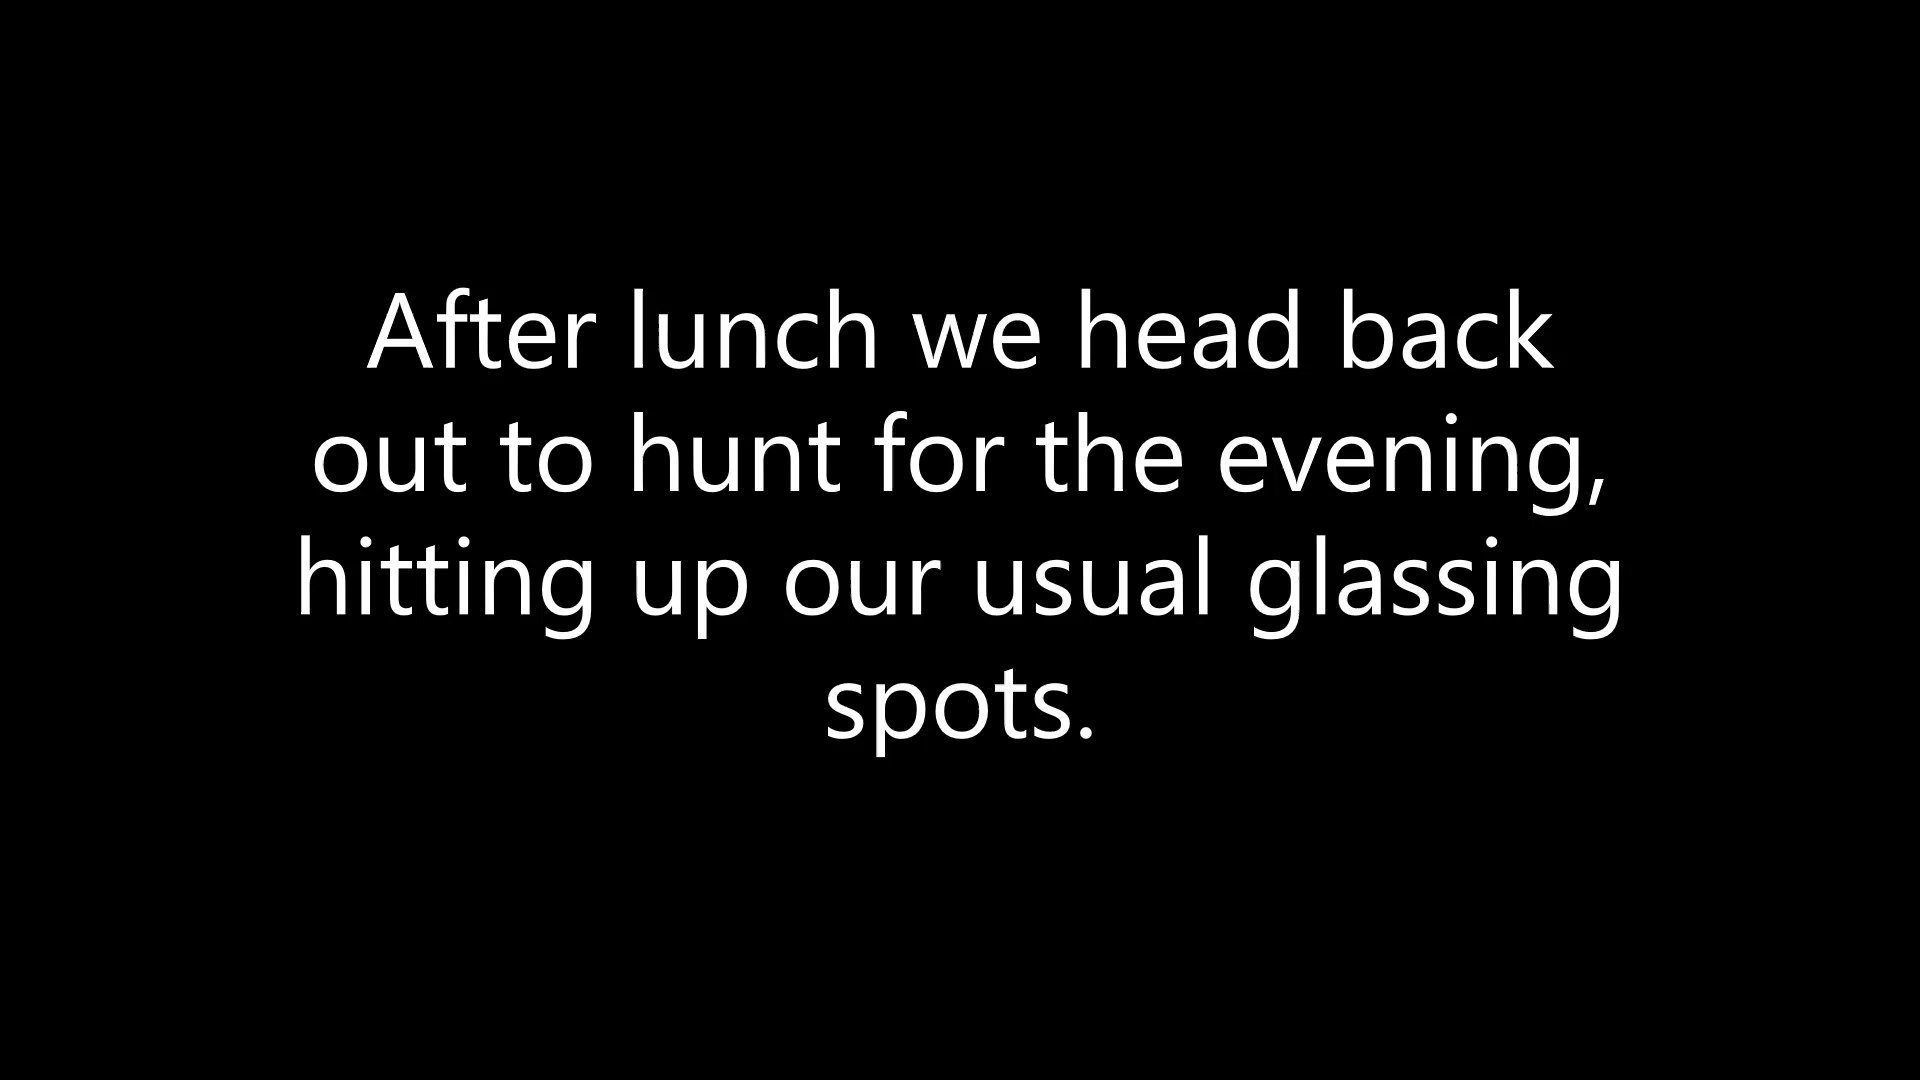 After lunch we head back
out to hunt for the evening,
hitting up our usual glassing
spots.